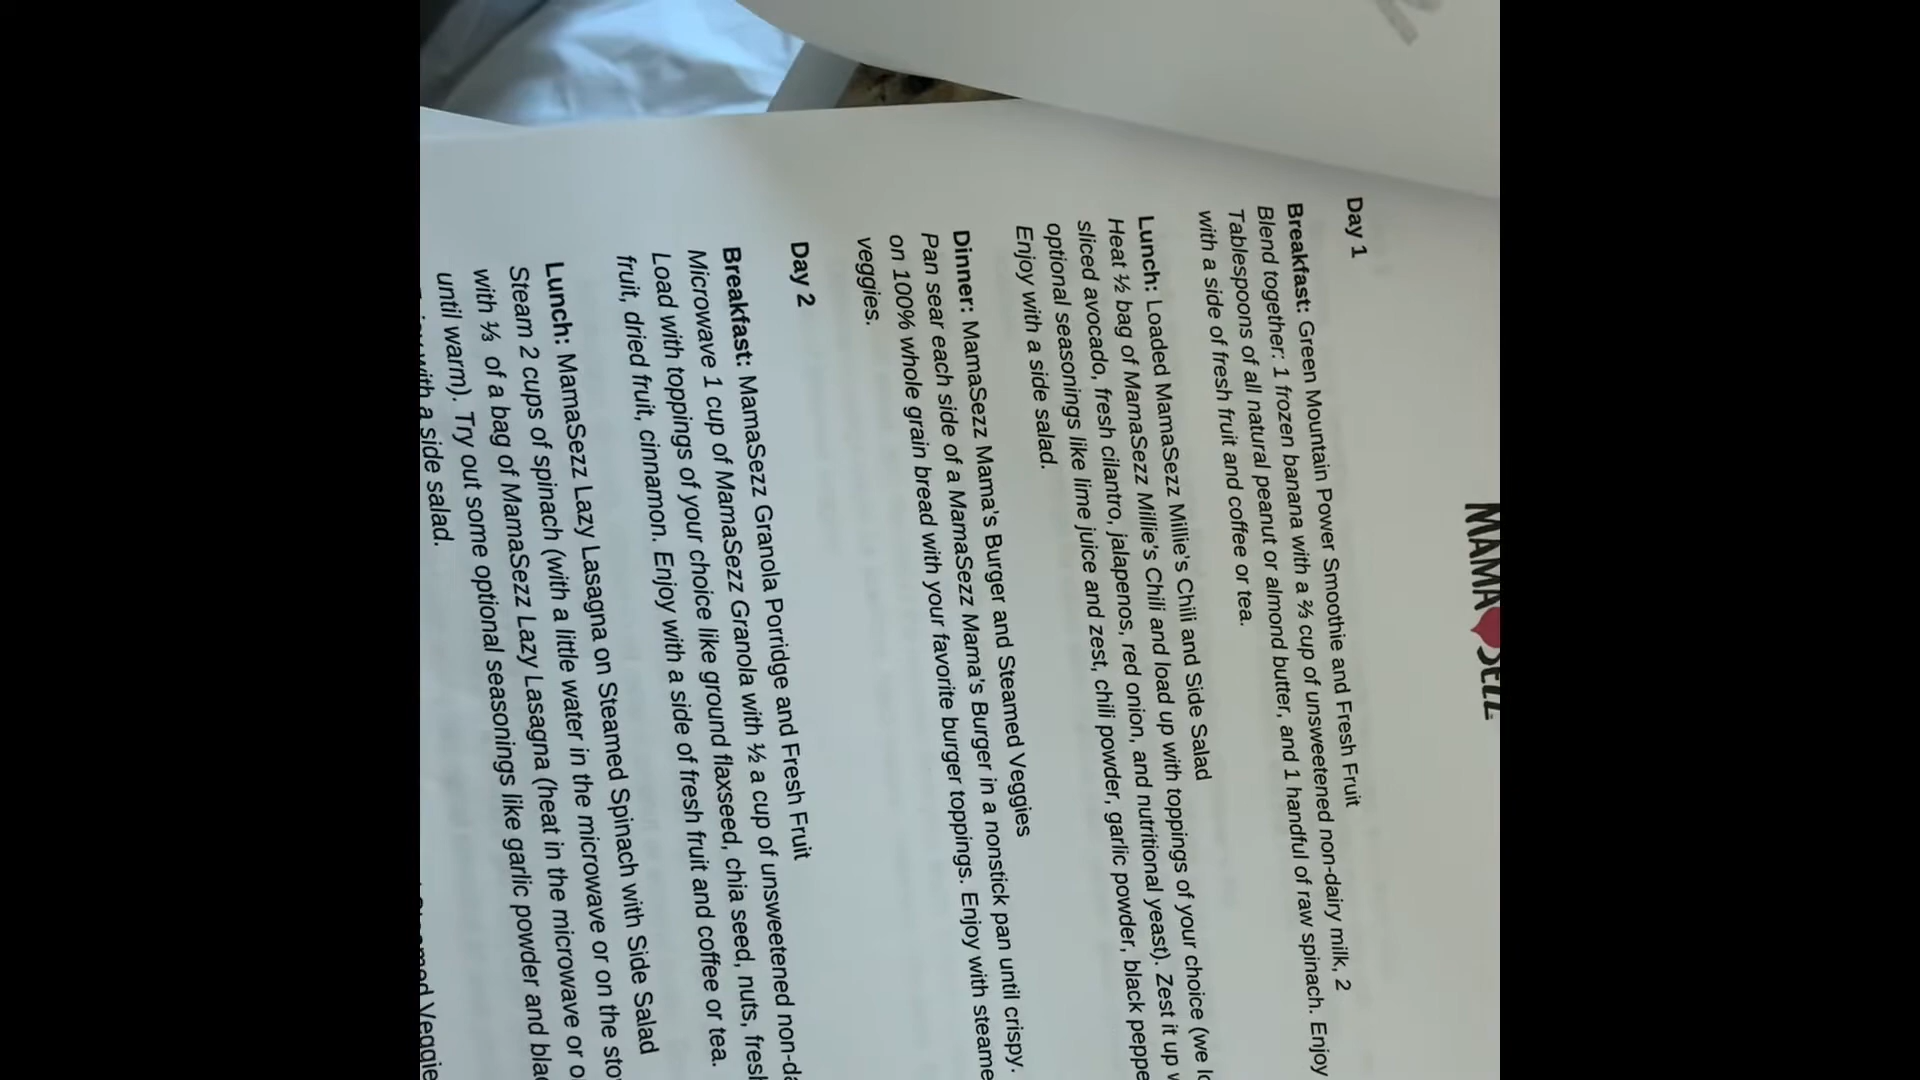 MAMA SEZZ
Day 1
Breakfast: Green Mountain Power Smoothie and Fresh Fruit
Blend together: 1 frozen banana with a ⅔ cup of unsweetened non-dairy milk, 2
Tablespoons of all natural peanut or almond butter, and 1 handful of raw spinach. Enjoy
with a side of fresh fruit and coffee or tea.
Lunch: Loaded MamaSezz Millie's Chili and Side Salad
Heat ½ bag of MamaSezz Millie's Chili and load up with toppings of your choice (we
sliced avocado, fresh cilantro, jalapenos, red onion, and nutritional yeast). Zest it up
optional seasonings like lime juice and zest, chili powder, garlic powder, black
Enjoy with a side salad.
Dinner: MamaSezz Mama's Burger and Steamed Veggies
Pan sear each side of a MamaSezz Mama's Burger in a nonstick pan until crispy.
on 100% whole grain bread with your favorite burger toppings. Enjoy with
veggies.
Day 2
Breakfast: MamaSezz Granola Porridge and Fresh Fruit
Microwave 1 cup of MamaSezz Granola with ½ a cup of unsweetened
Load with toppings of your choice like ground flaxseed, chia seed, nuts,
fruit, dried fruit, cinnamon. Enjoy with a side of fresh fruit and coffee or tea.
Lunch: MamaSezz Lazy Lasagna on Steamed Spinach with Side Salad
Steam 2 cups of spinach (with a little water in the microwave or on the
with ⅓ of a bag of MamaSezz Lazy Lasagna (heat in the microwave or
until warm). Try out some optional seasonings like garlic powder and
with a side salad.